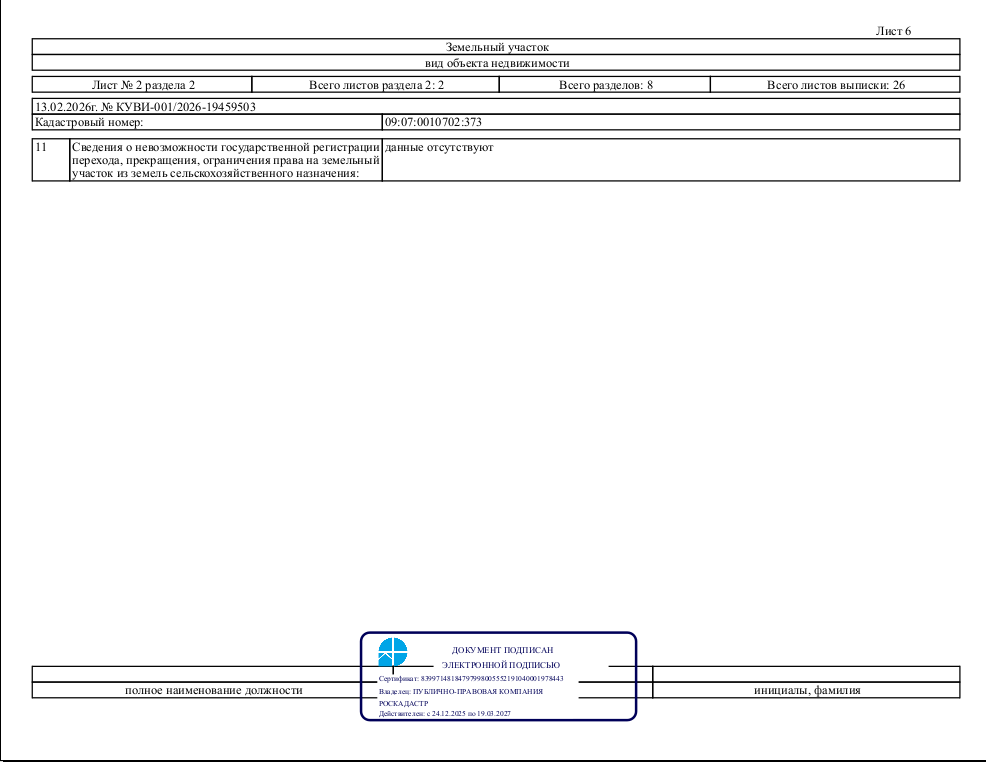 Лист 6
Земельный участок
вид объекта недвижимости
Лист № 2 раздела 2 Всего листов раздела 2: 2 Всего разделов: 8 Всего листов выписки: 26
13.02.2026г. № КУВИ-001/2026-19459503
Кадастровый номер: 09:07:0010702:373
11 Сведения о невозможности государственной регистрации данные отсутствуют
перехода, прекращения, ограничения права на земельный
участок из земель сельскохозяйственного назначения:
ДОКУМЕНТ ПОДПИСАН
ЭЛЕКТРОННОЙ ПОДПИСЬЮ
Сертификат: 83997148184797998005552191040001978443
Владелец: ПУБЛИЧНО-ПРАВОВАЯ КОМПАНИЯ
РОСКАДАСТР
Действителен: с 24.12.2025 по 19.03.2027
полное наименование должности инициалы, фамилия